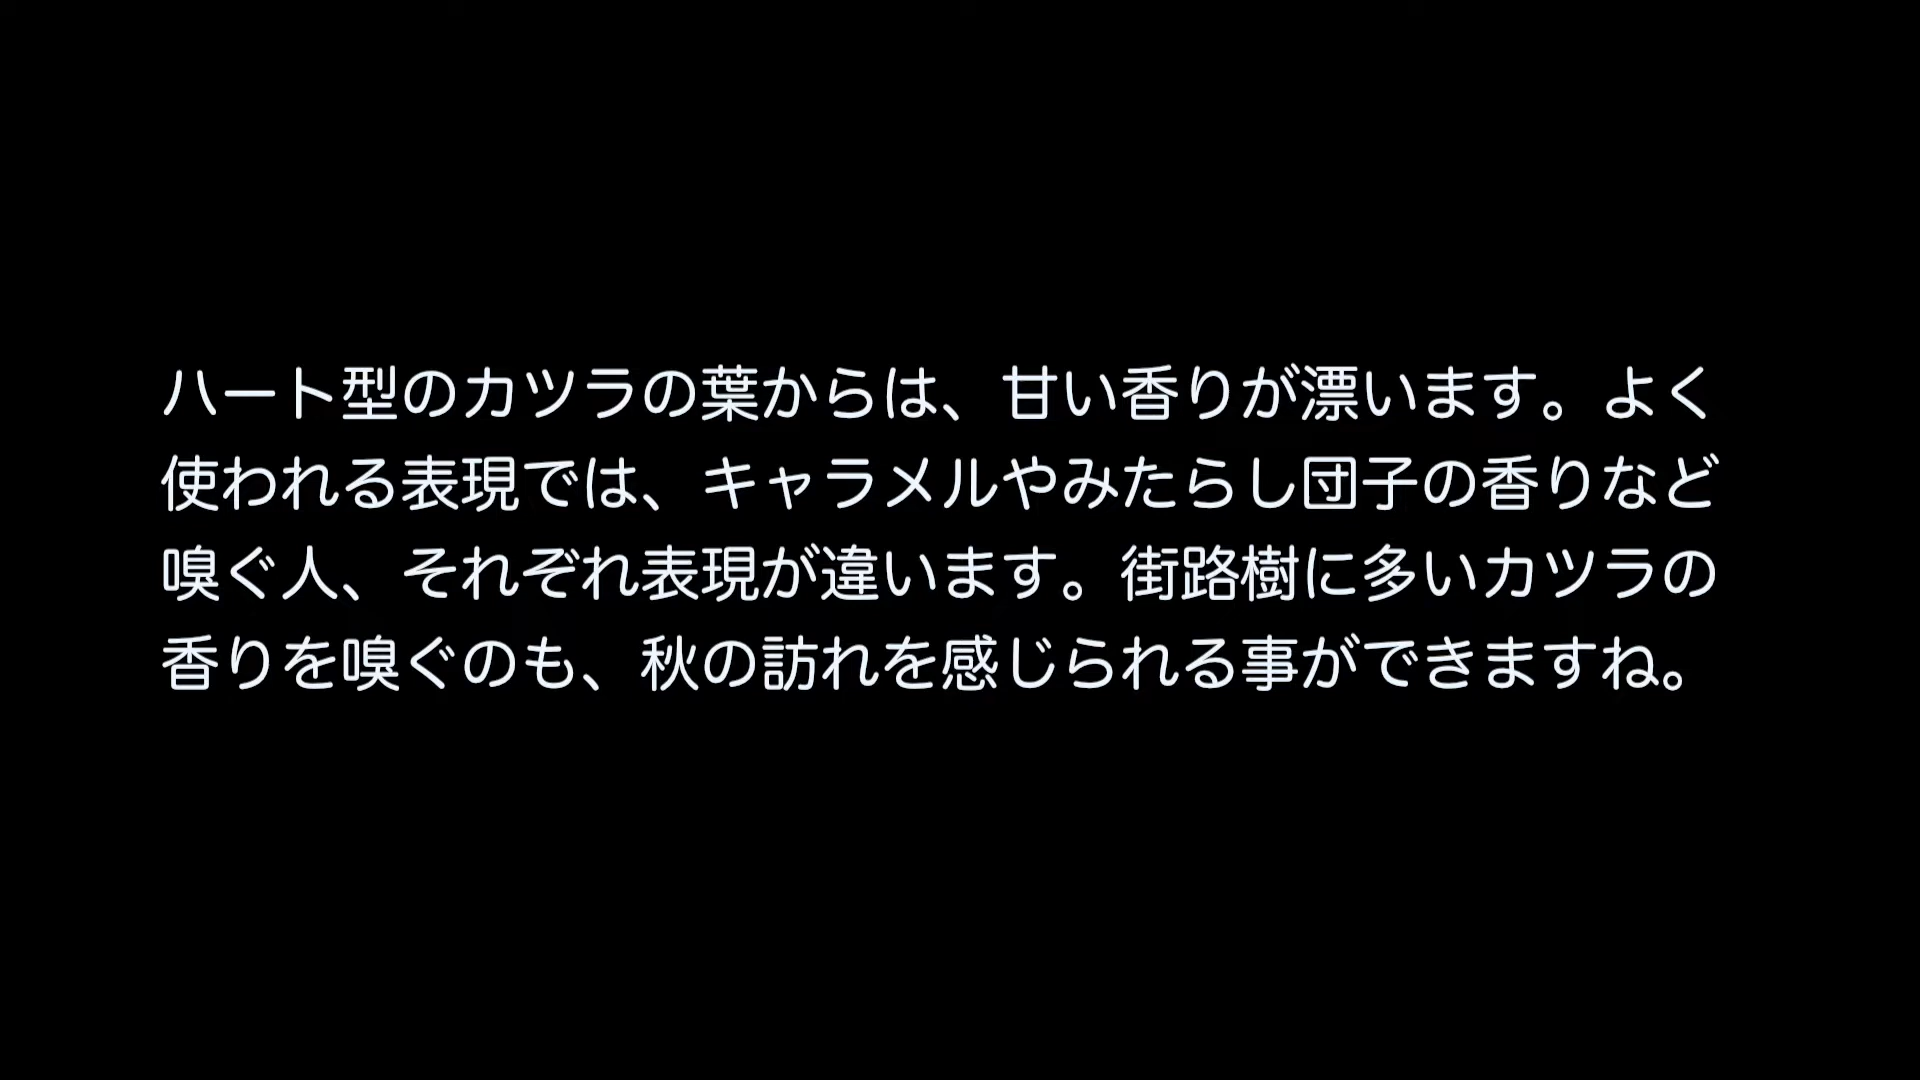 ハート型のカツラの葉からは、甘い香りが漂います。よく
使われる表現では、キャラメルやみたらし団子の香りなど
嗅ぐ人、それぞれ表現が違います。街路樹に多いカツラの
香りを嗅ぐのも、秋の訪れを感じられる事ができますね。